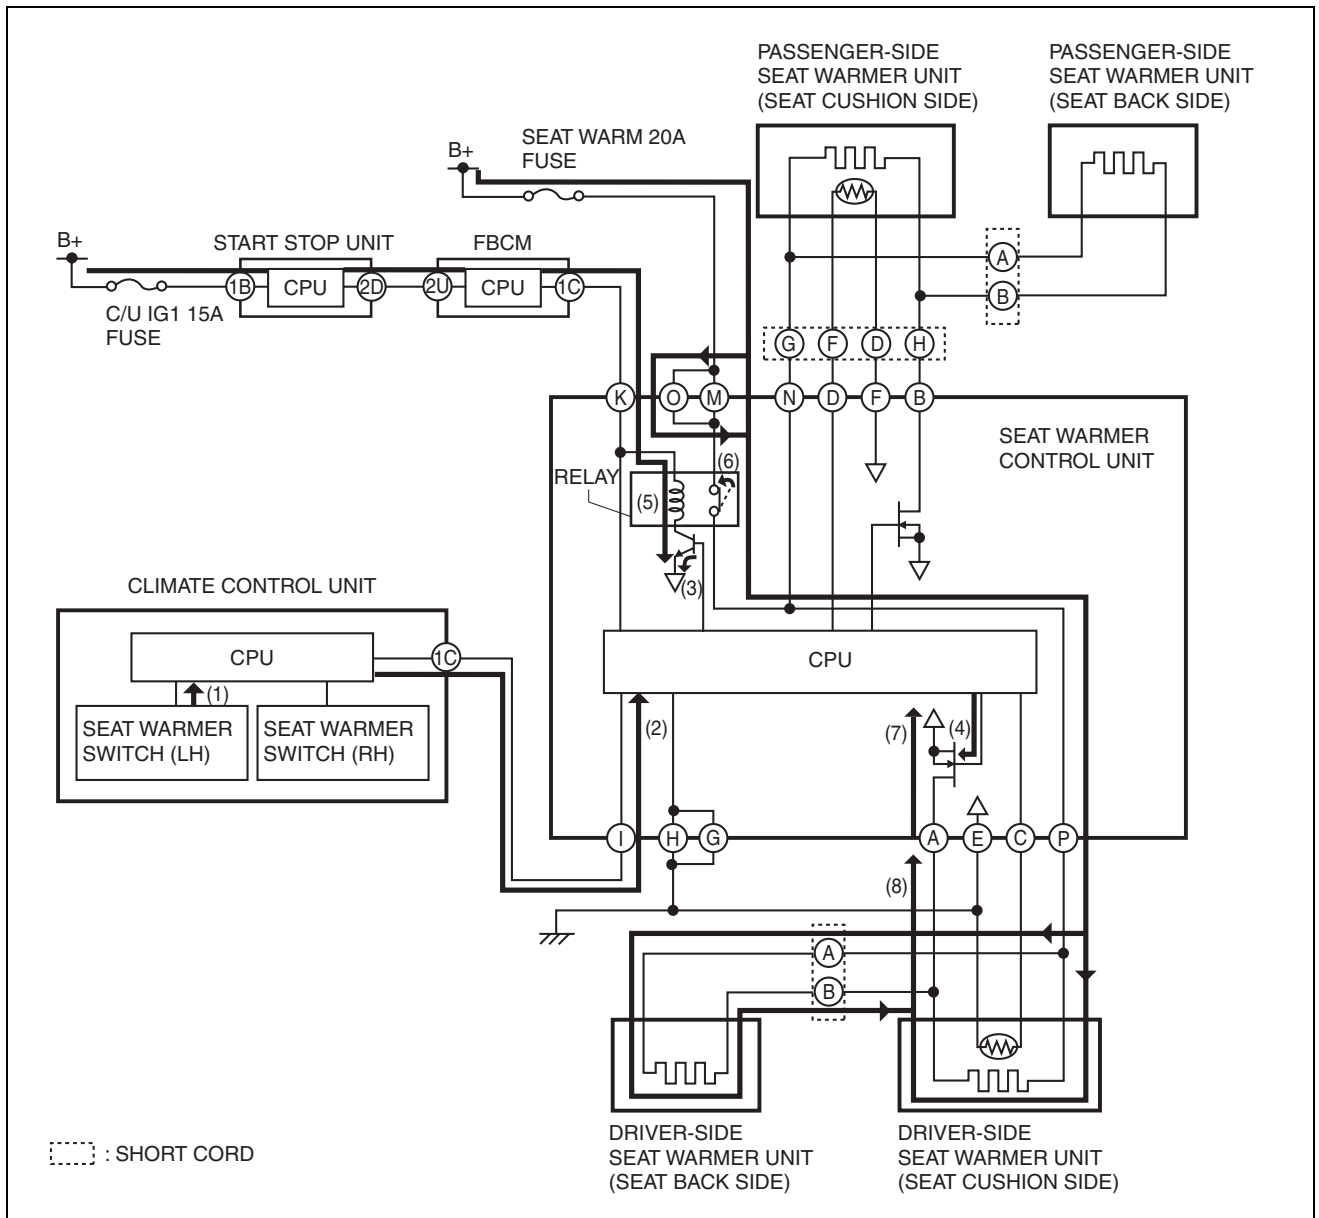 PASSENGER-SIDE
SEAT WARMER UNIT
(SEAT CUSHION SIDE)
PASSENGER-SIDE
SEAT WARMER UNIT
(SEAT BACK SIDE)
SEAT WARM 20A
FUSE
B+
B+
START STOP UNIT
FBCM
1B
CPU
2D
2U
CPU
1C
C/U IG1 15A
FUSE
A
B
G
F
D
H
K
O
M
N
D
F
B
SEAT WARMER
CONTROL UNIT
RELAY
(6)
(5)
(3)
CLIMATE CONTROL UNIT
CPU
1C
CPU
(1)
SEAT WARMER
SWITCH (LH)
SEAT WARMER
SWITCH (RH)
(2)
(7)
(4)
I
H
G
A
E
C
P
(8)
A
B
DRIVER-SIDE
SEAT WARMER UNIT
(SEAT BACK SIDE)
DRIVER-SIDE
SEAT WARMER UNIT
(SEAT CUSHION SIDE)
: SHORT CORD